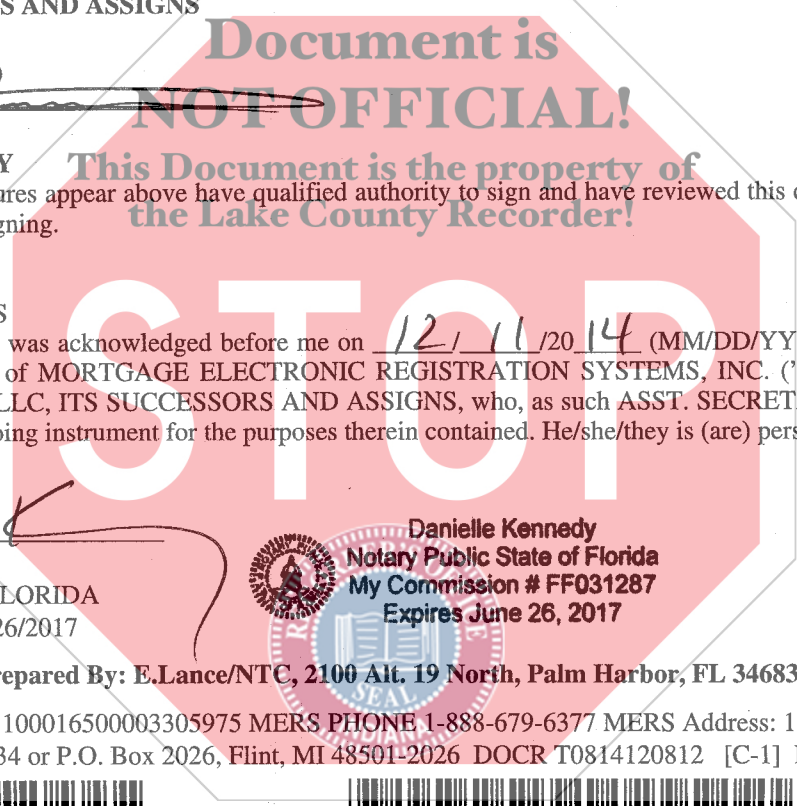 S AND ASSIGNS
Document is
NOT OFFICIAL!
This Document is the property of
the Lake County Recorder!
Y
ures appear above have qualified authority to sign and have reviewed this
gning.
S
was acknowledged before me on 12/ 11 /20 14 (MM/DD/YY
of MORTGAGE ELECTRONIC REGISTRATION SYSTEMS, INC. ("
LLC, ITS SUCCESSORS AND ASSIGNS, who, as such ASST. SECRET
oing instrument for the purposes therein contained. He/she/they is (are) pers
STOP
Danielle Kennedy
Notary Public State of Florida
My Commission # FF031287
Expires June 26, 2017
LORIDA
26/2017
repared By: E.Lance/NTC, 2100 Alt. 19 North, Palm Harbor, FL 34683
SEAL
100016500003305975 MERS PHONE 1-888-679-6377 MERS Address: 1
34 or P.O. Box 2026, Flint, MI 48501-2026 DOCR T0814120812 [C-1]